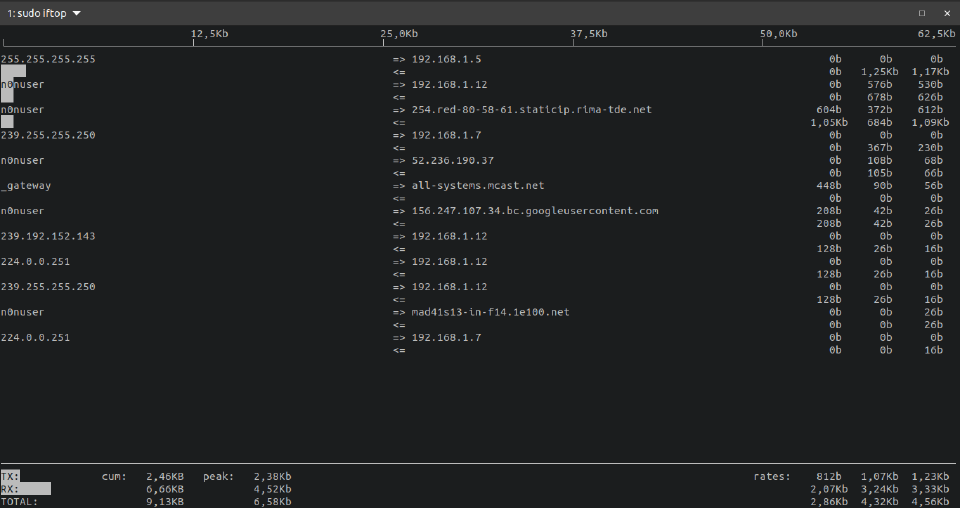 1: sudo iftop
12,5Kb 25,0Kb 37,5Kb 50,0Kb 62,5Kb
255.255.255.255 => 192.168.1.5 0b 0b 0b
<= 0b 1,25Kb 1,17Kb
n0nuser => 192.168.1.12 0b 576b 530b
<= 0b 678b 626b
n0nuser => 254.red-80-58-61.staticip.rima-tde.net 604b 372b 612b
<= 1,05Kb 684b 1,09Kb
239.255.255.250 => 192.168.1.7 0b 0b 0b
<= 0b 367b 230b
n0nuser => 52.236.190.37 0b 108b 68b
<= 0b 105b 66b
_gateway => all-systems.mcast.net 448b 90b 56b
<= 0b 0b 0b
n0nuser => 156.247.107.34.bc.googleusercontent.com 208b 42b 26b
<= 208b 42b 26b
239.192.152.143 => 192.168.1.12 0b 0b 0b
<= 128b 26b 16b
224.0.0.251 => 192.168.1.12 0b 0b 0b
<= 128b 26b 16b
239.255.255.250 => 192.168.1.12 0b 0b 0b
<= 128b 26b 16b
n0nuser => mad41s13-in-f14.1e100.net 0b 0b 26b
<= 0b 0b 26b
224.0.0.251 => 192.168.1.7 0b 0b 0b
<= 0b 0b 16b
TX: cum: 2,46KB peak: 2,38Kb rates: 812b 1,07Kb 1,23Kb
RX: 6,66KB 4,52Kb 2,07Kb 3,24Kb 3,33Kb
TOTAL: 9,13KB 6,58Kb 2,86Kb 4,32Kb 4,56Kb